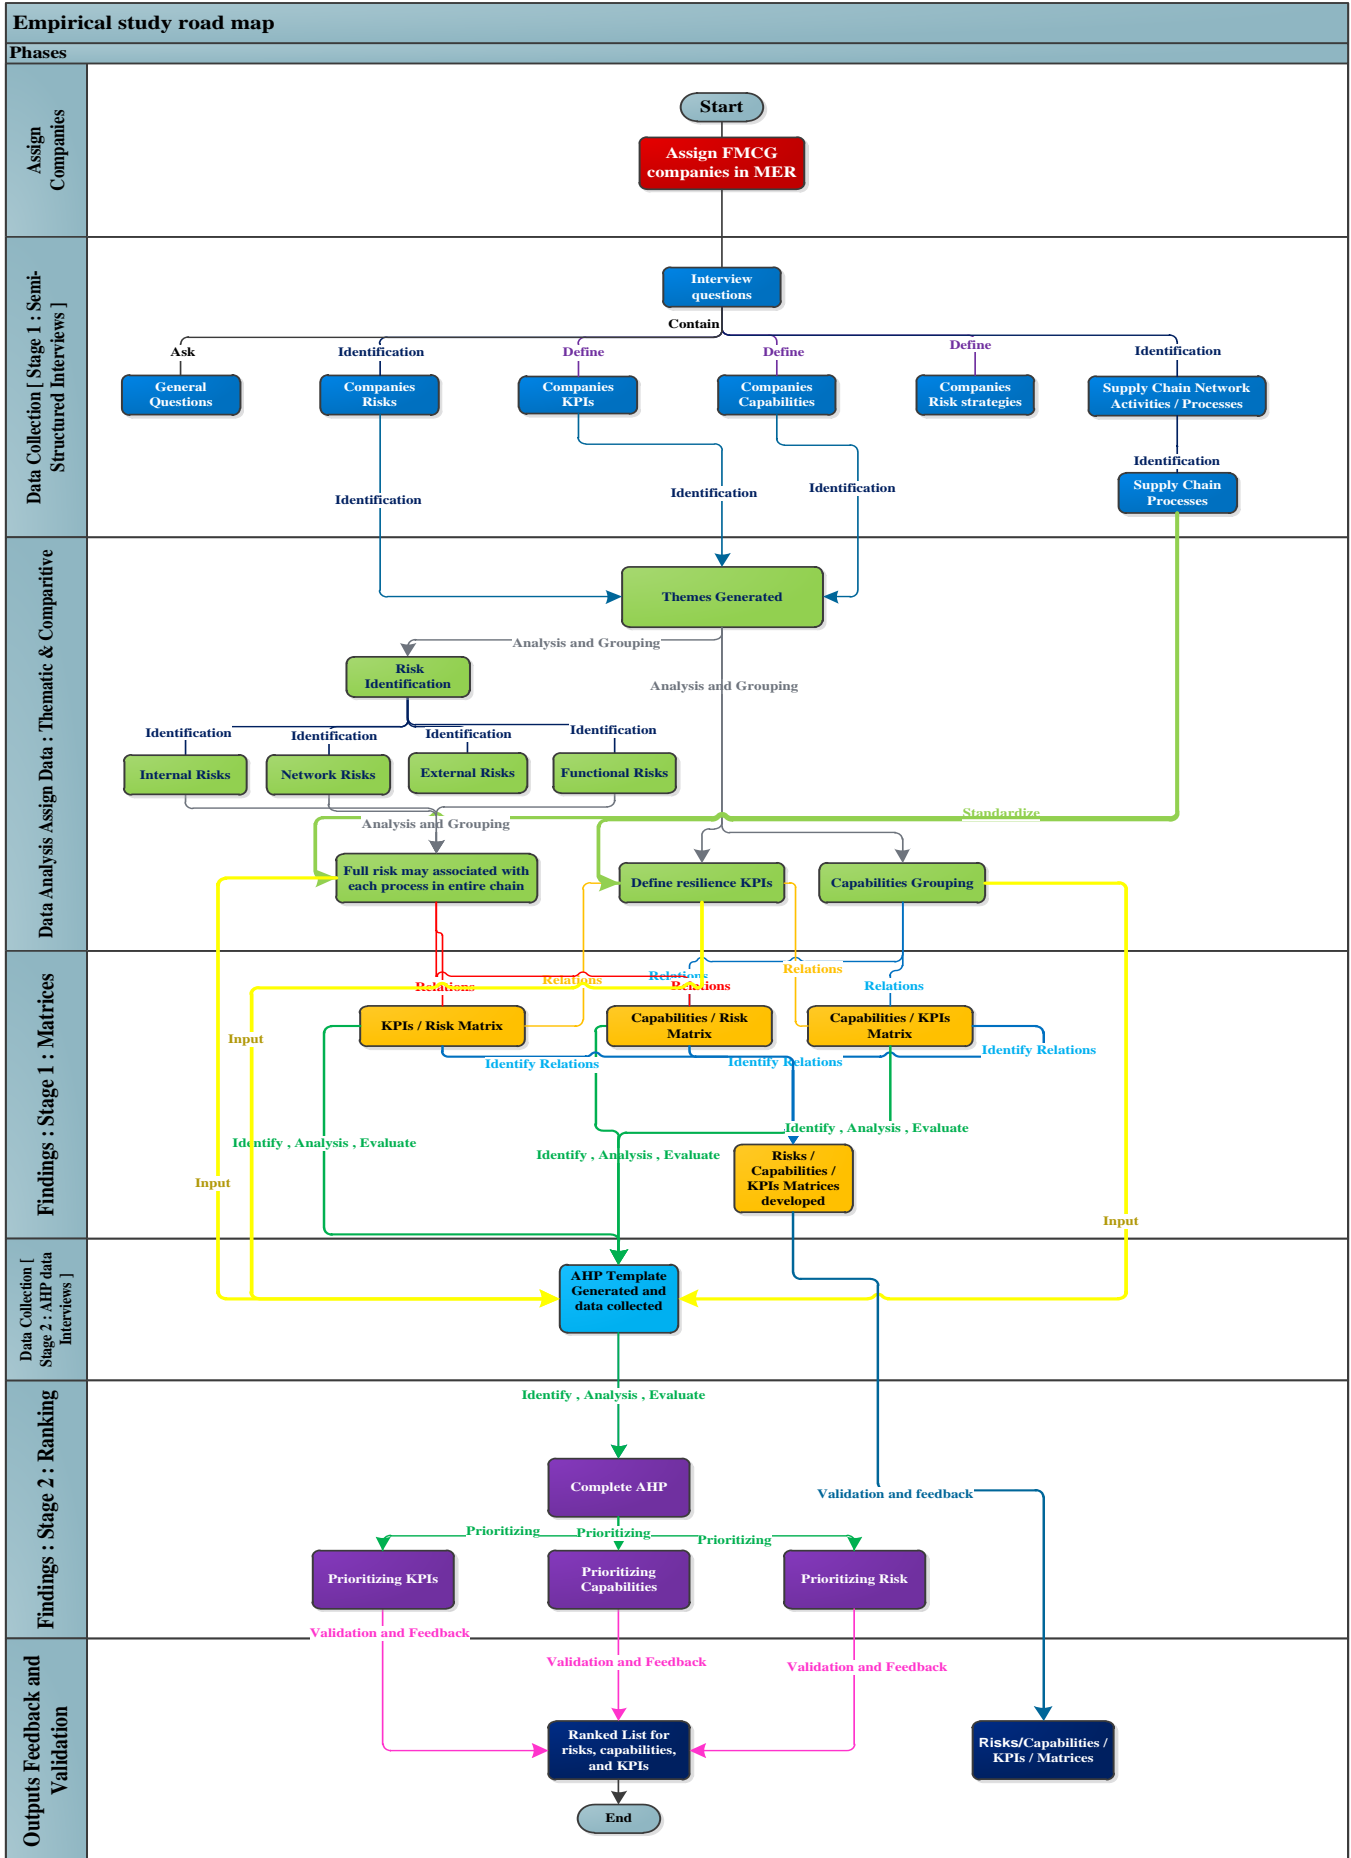 Empirical study road map
Phases
Assign
Companies
Start
Assign FMCG
companies in MER
Data Collection [ Stage 1 : Semi-
Structured Interviews ]
Interview
questions
Contain
Ask
Identification
Define
Define
Define
Identification
General
Questions
Companies
Risks
Companies
KPIs
Companies
Capabilities
Companies
Risk strategies
Supply Chain Network
Activities / Processes
Identification
Supply Chain
Processes
Identification
Identification
Identification
Data Analysis Assign Data : Thematic & Comparitive
Themes Generated
Analysis and Grouping
Risk
Identification
Analysis and Grouping
Identification
Identification
Identification
Identification
Internal Risks
Network Risks
External Risks
Functional Risks
Standardize
Analysis and Grouping
Full risk may associated with
each process in entire chain
Define resilience KPIs
Capabilities Grouping
Findings : Stage 1 : Matrices
Relations
Relations
Relations
Relations
Relations
Relations
KPIs / Risk Matrix
Capabilities / Risk
Matrix
Capabilities / KPIs
Matrix
Input
Identify Relations
Identify Relations
Identify Relations
Identify , Analysis , Evaluate
Identify , Analysis , Evaluate
Identify , Analysis , Evaluate
Risks /
Capabilities /
KPIs Matrices
developed
Input
Input
Data Collection [
Stage 2 : AHP data
Interviews ]
AHP Template
Generated and
data collected
Findings : Stage 2 : Ranking
Identify , Analysis , Evaluate
Complete AHP
Validation and feedback
Prioritizing
Prioritizing
Prioritizing
Prioritizing KPIs
Prioritizing
Capabilities
Prioritizing Risk
Validation and Feedback
Validation and Feedback
Validation and Feedback
Outputs Feedback and
Validation
Ranked List for
risks, capabilities,
and KPIs
Risks/Capabilities /
KPIs / Matrices
End